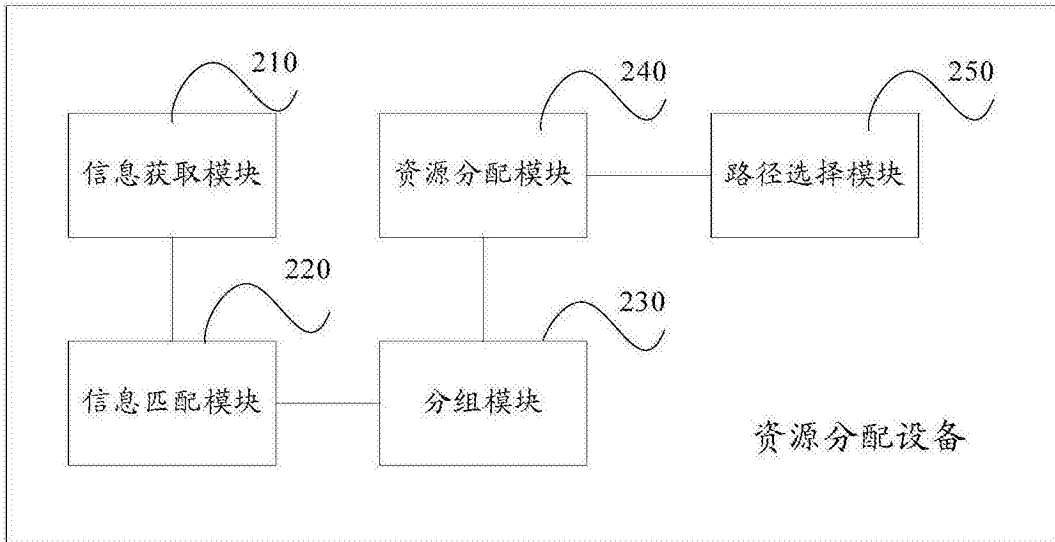 210
240
250
信息获取模块
资源分配模块
路径选择模块
220
230
信息匹配模块
分组模块
资源分配设备